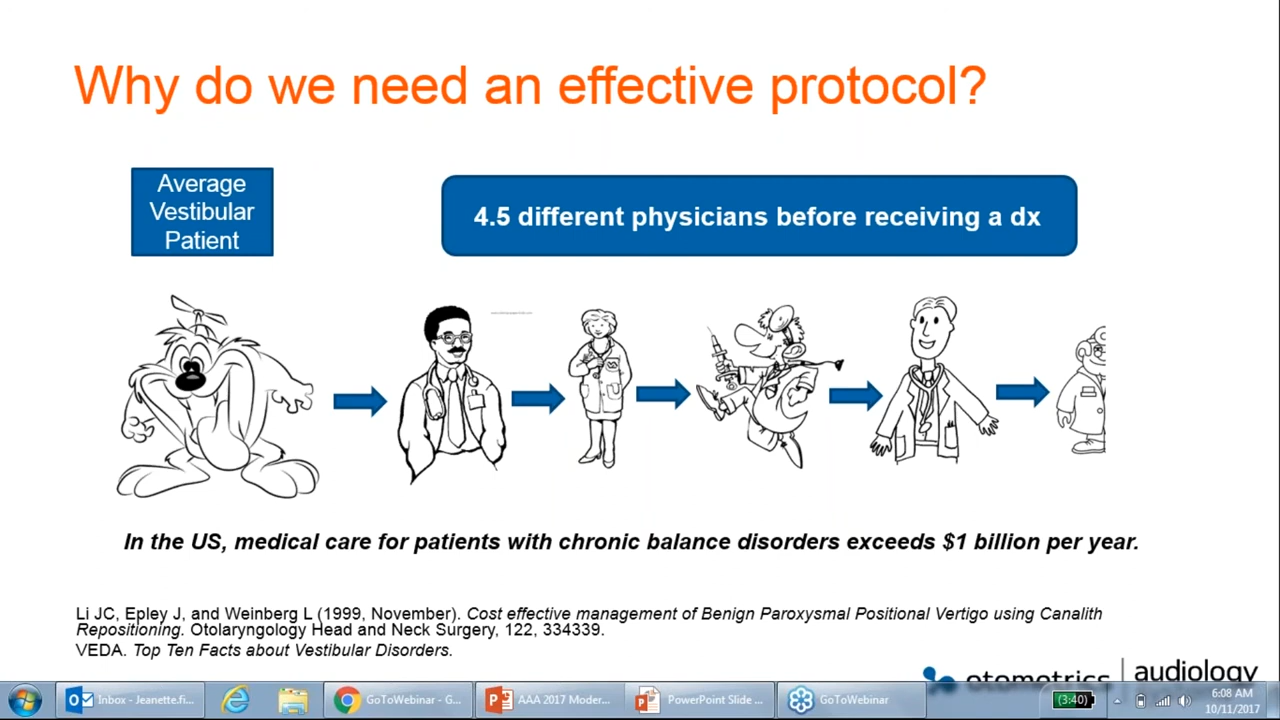 Why do we need an effective protocol?
Average
Vestibular
Patient
4.5 different physicians before receiving a dx
In the US, medical care for patients with chronic balance disorders exceeds $1 billion per year.
Li JC, Epley J, and Weinberg L (1999, November). Cost effective management of Benign Paroxysmal Positional Vertigo using Canalith
Repositioning. Otolaryngology Head and Neck Surgery, 122, 334339.
VEDA. Top Ten Facts about Vestibular Disorders.
otometrics audiology
Inbox - Jeanette.fi...
GoToWebinar - G...
AAA 2017 Moder...
PowerPoint Slide ...
GoToWebinar
(3:40)
6:08 AM
10/11/2017